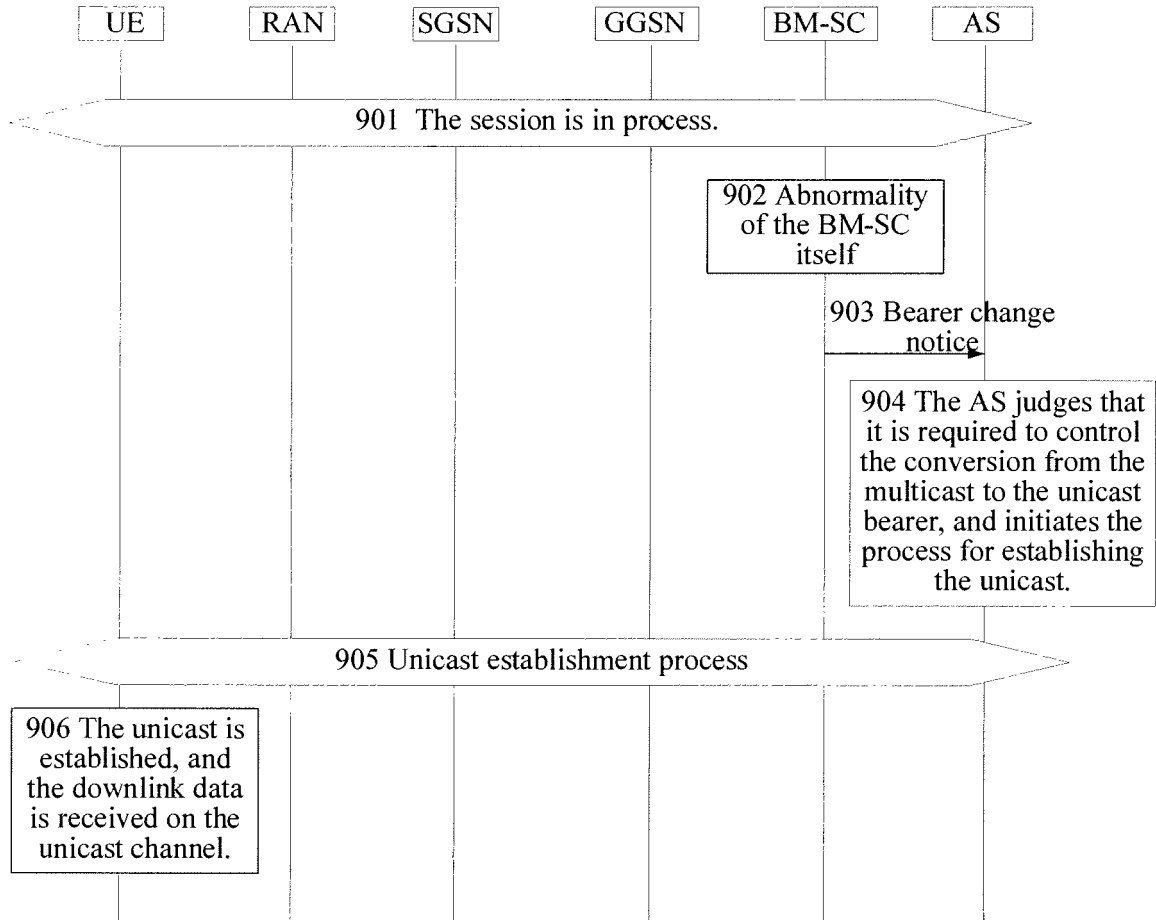 UE RAN SGSN GGSN BM-SC AS
901 The session is in process.
902 Abnormality
of the BM-SC
itself
903 Bearer change
notice
904 The AS judges that
it is required to control
the conversion from the
multicast to the unicast
bearer, and initiates the
process for establishing
the unicast.
905 Unicast establishment process
906 The unicast is
established, and
the downlink data
is received on the
unicast channel.